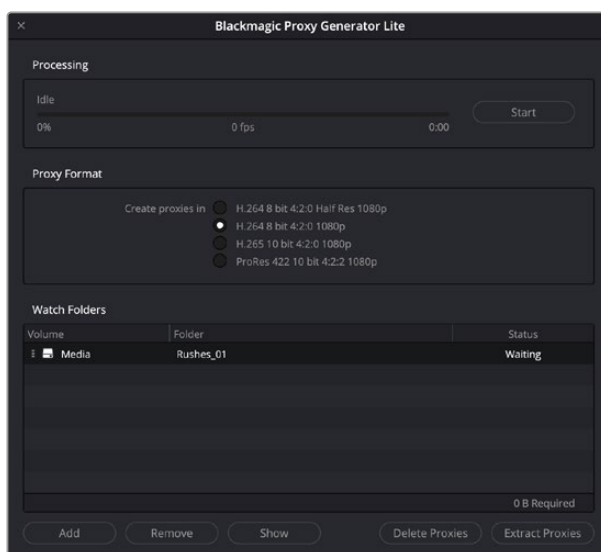 Blackmagic Proxy Generator Lite
Processing
Idle
0% 0 fps 0:00
Start
Proxy Format
Create proxies in H.264 8 bit 4:2:0 Half Res 1080p
H.264 8 bit 4:2:0 1080p
H.265 10 bit 4:2:0 1080p
ProRes 422 10 bit 4:2:2 1080p
Watch Folders
Volume Folder Status
Media Rushes_01 Waiting
0 B Required
Add Remove Show Delete Proxies Extract Proxies